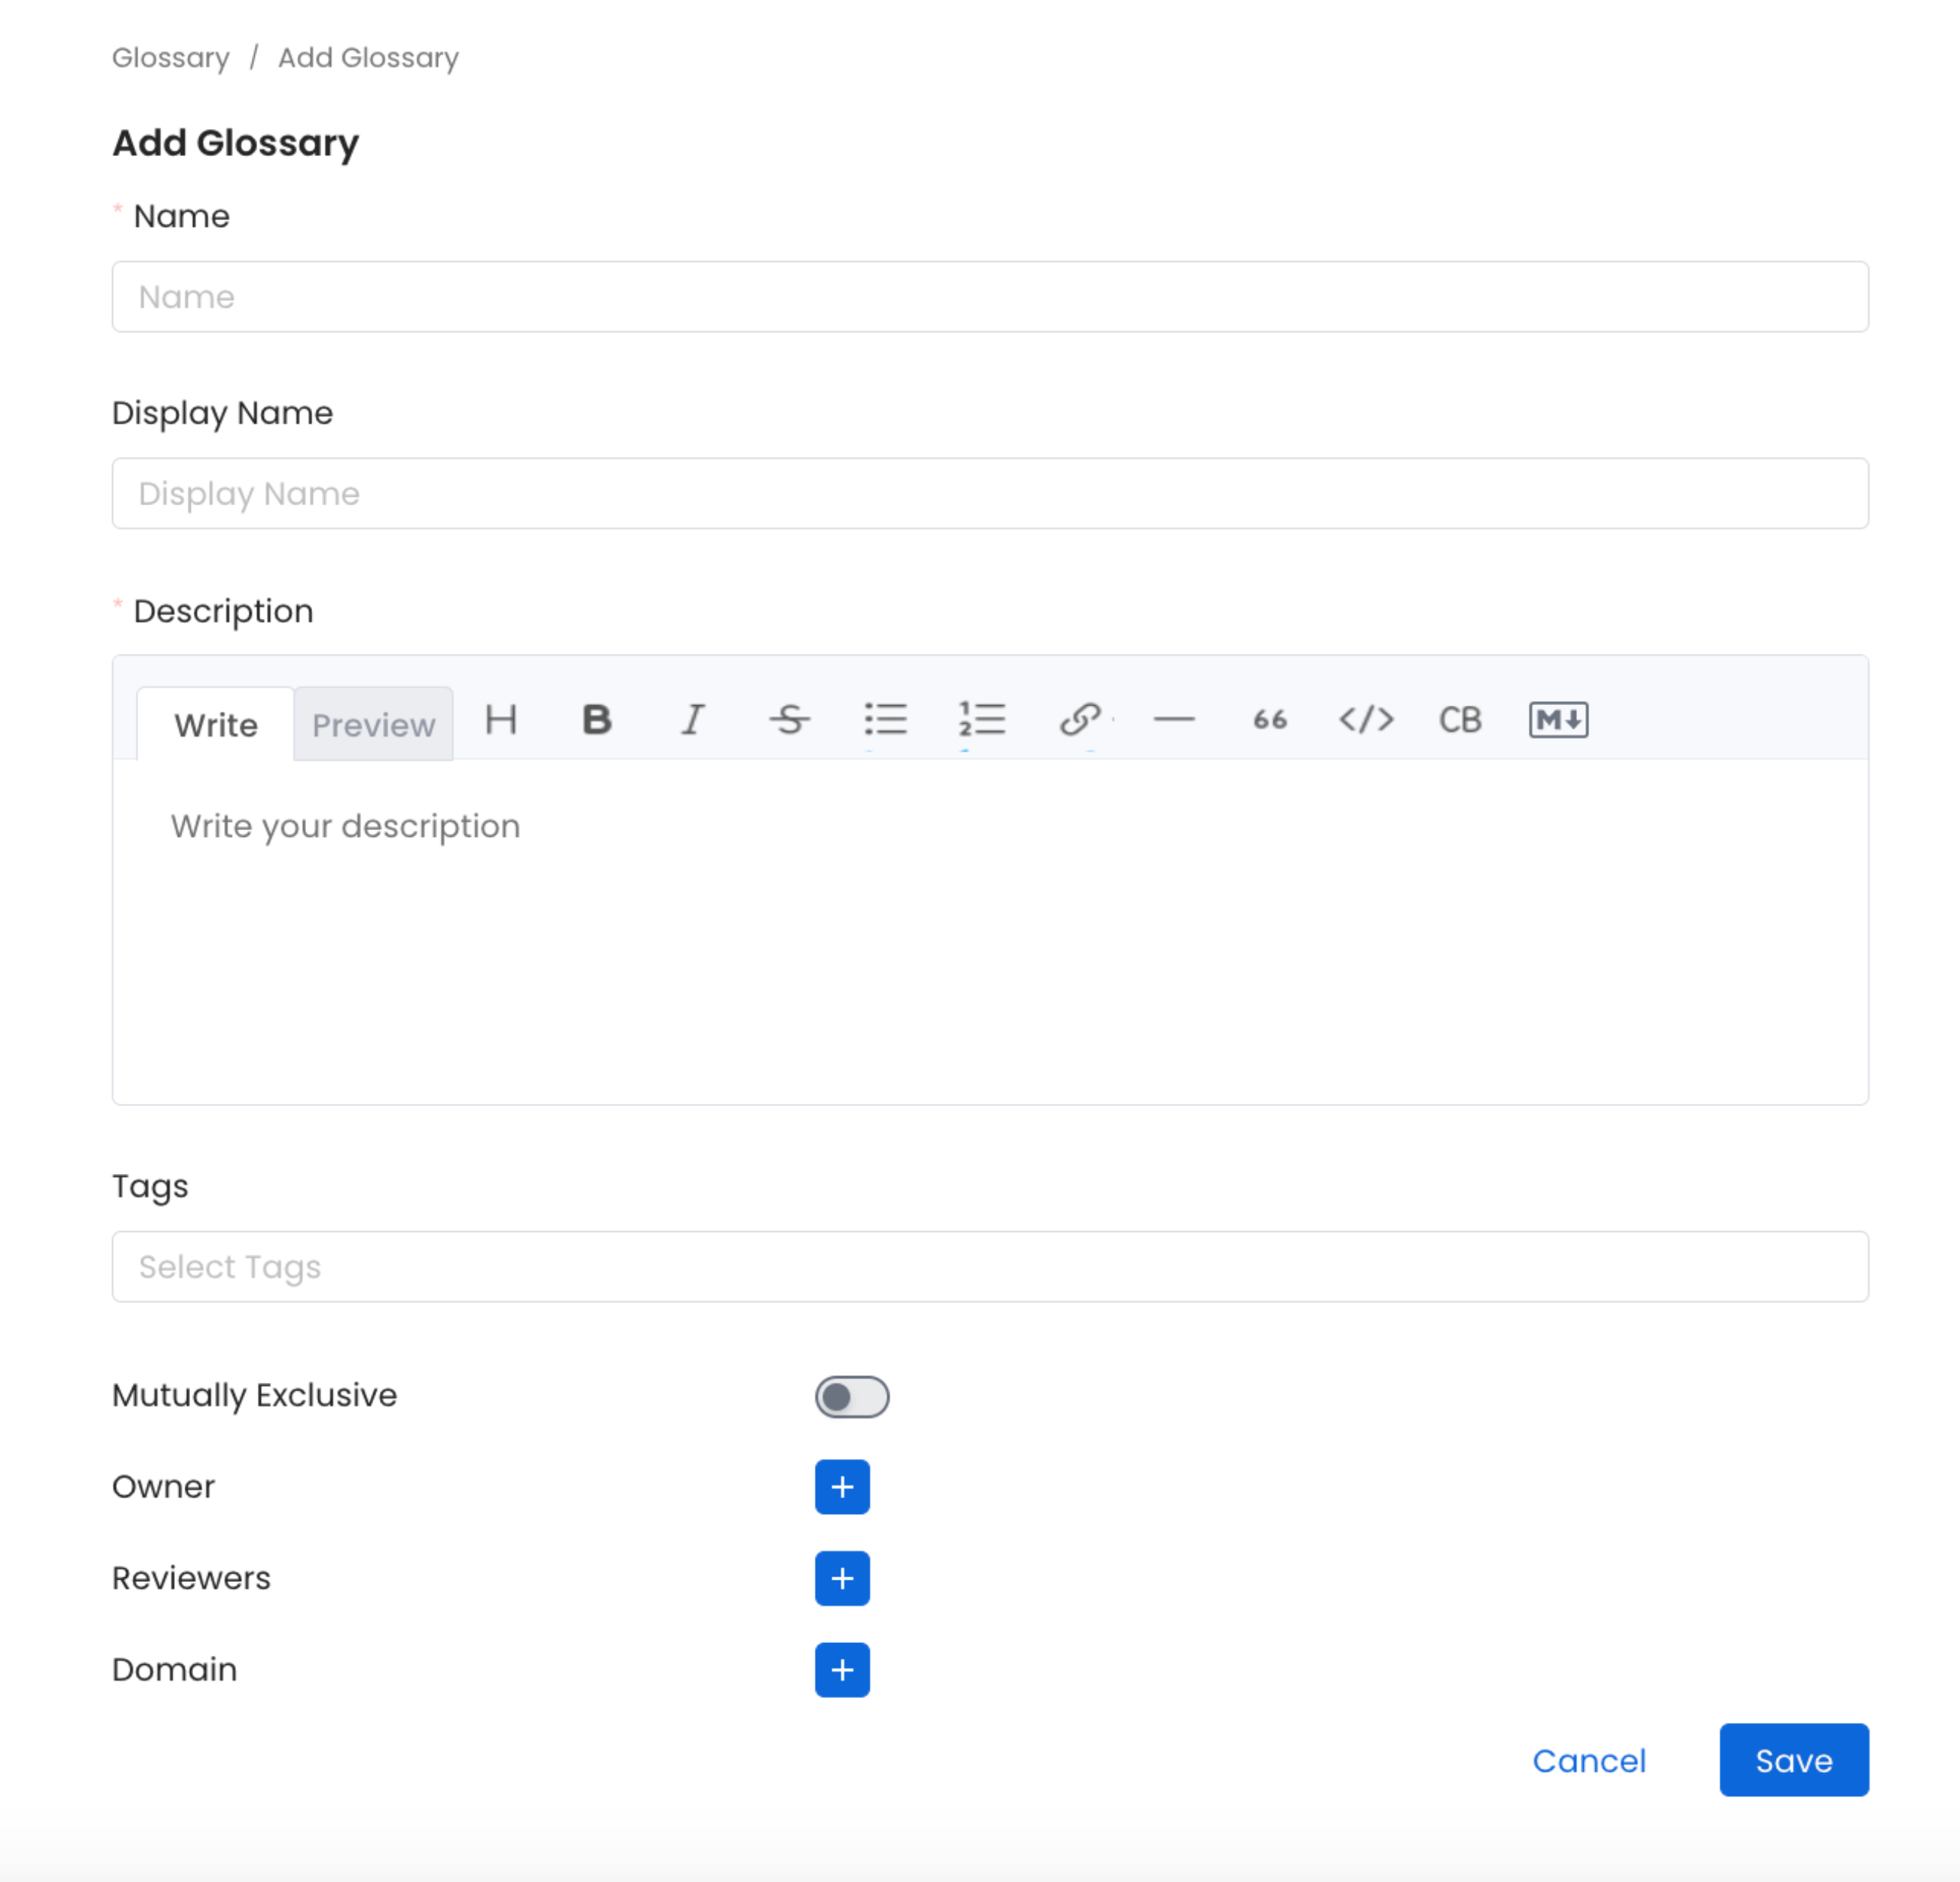 Glossary / Add Glossary
Add Glossary
* Name
Name
Display Name
Display Name
* Description
Write Preview H B I S 66 </> CB M↓
Write your description
Tags
Select Tags
Mutually Exclusive
Owner +
Reviewers +
Domain +
Cancel Save